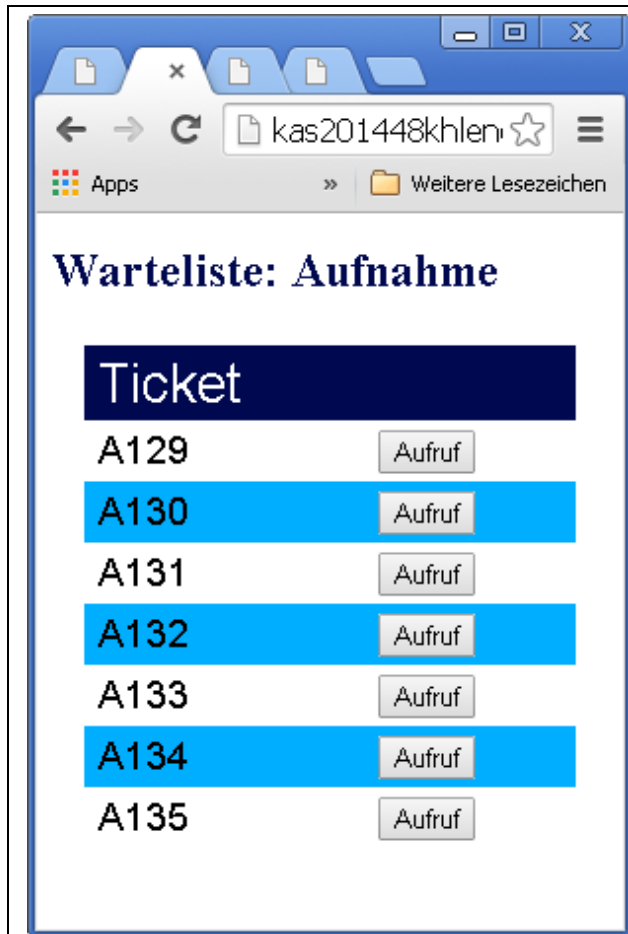 kas201448khlen
Apps » Weitere Lesezeichen
Warteliste: Aufnahme
Ticket
A129 Aufruf
A130 Aufruf
A131 Aufruf
A132 Aufruf
A133 Aufruf
A134 Aufruf
A135 Aufruf